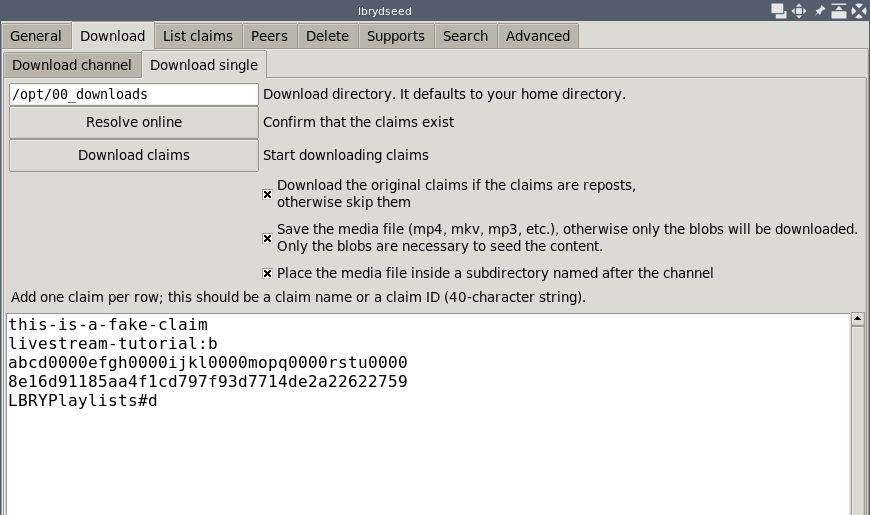 lbrydseed
General Download List claims Peers Delete Supports Search Advanced
Download channel Download single
/opt/00_downloads Download directory. It defaults to your home directory.
Resolve online Confirm that the claims exist
Download claims Start downloading claims
Download the original claims if the claims are reposts,
otherwise skip them
Save the media file (mp4, mkv, mp3, etc.), otherwise only the blobs will be downloaded.
Only the blobs are necessary to seed the content.
Place the media file inside a subdirectory named after the channel
Add one claim per row; this should be a claim name or a claim ID (40-character string).
this-is-a-fake-claim
livestream-tutorial:b
abcd0000efgh0000ijkl0000mopq0000rstu0000
8e16d91185aa4f1cd797f93d7714de2a22622759
LBRYPlaylists#d